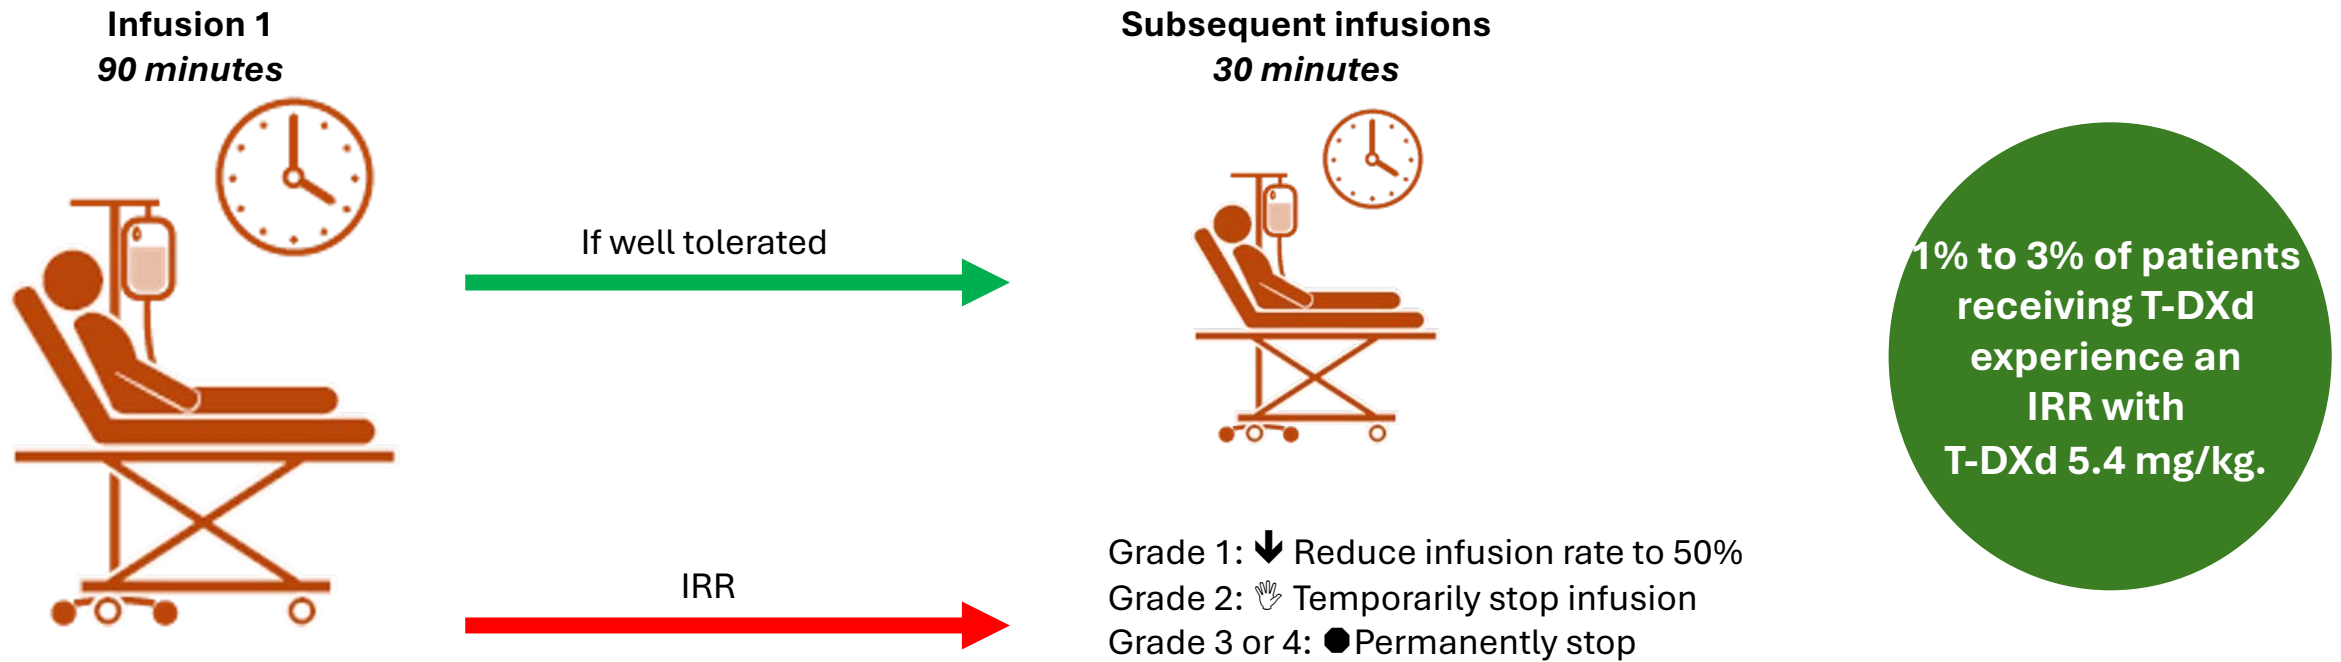 Infusion 1
90 minutes
If well tolerated
IRR
Subsequent infusions
30 minutes
Grade 1: 🡻 Reduce infusion rate to 50%
Grade 2: 🖑 Temporarily stop infusion
Grade 3 or 4: ⯃Permanently stop
1% to 3% of patients
receiving T-DXd
experience an
IRR with
T-DXd 5.4 mg/kg.